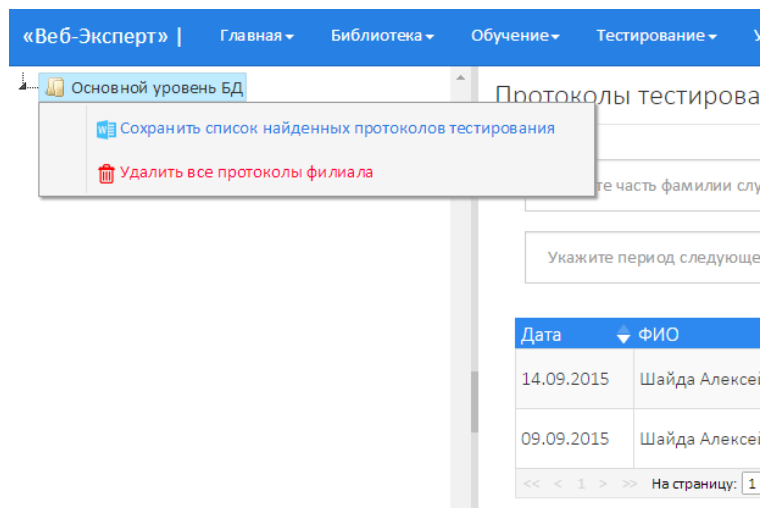 «Веб-Эксперт» | Главная Библиотека Обучение Тестирование
Основной уровень БД
Протоколы тестирова
Сохранить список найденных протоколов тестирования
Удалить все протоколы филиала
те часть фамилии слу
Укажите период следующе
Дата ФИО
14.09.2015 Шайда Алексей
09.09.2015 Шайда Алексей
<< < 1 > >> На страницу: 1